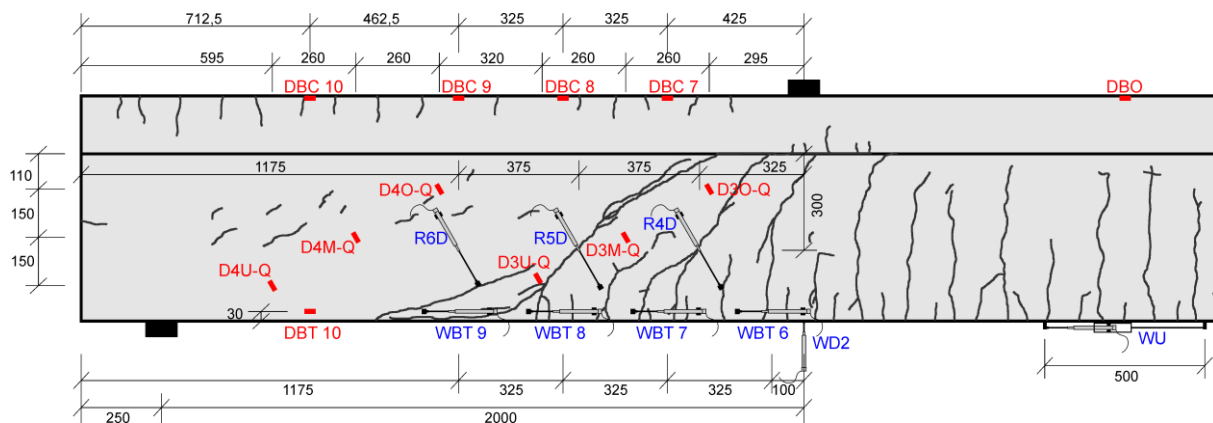 712,5 462,5 325 325 425
595 260 260 320 260 260 295
DBC 10 DBC 9 DBC 8 DBC 7 DBO
1175 375 375 325
110
150
150
300
D4O-Q D3O-Q
R6D R5D R4D
D4M-Q D3M-Q
D4U-Q D3U-Q
30
DBT 10 WBT 9 WBT 8 WBT 7 WBT 6 WD2 WU
1175 325 325 325 100 500
250 2000